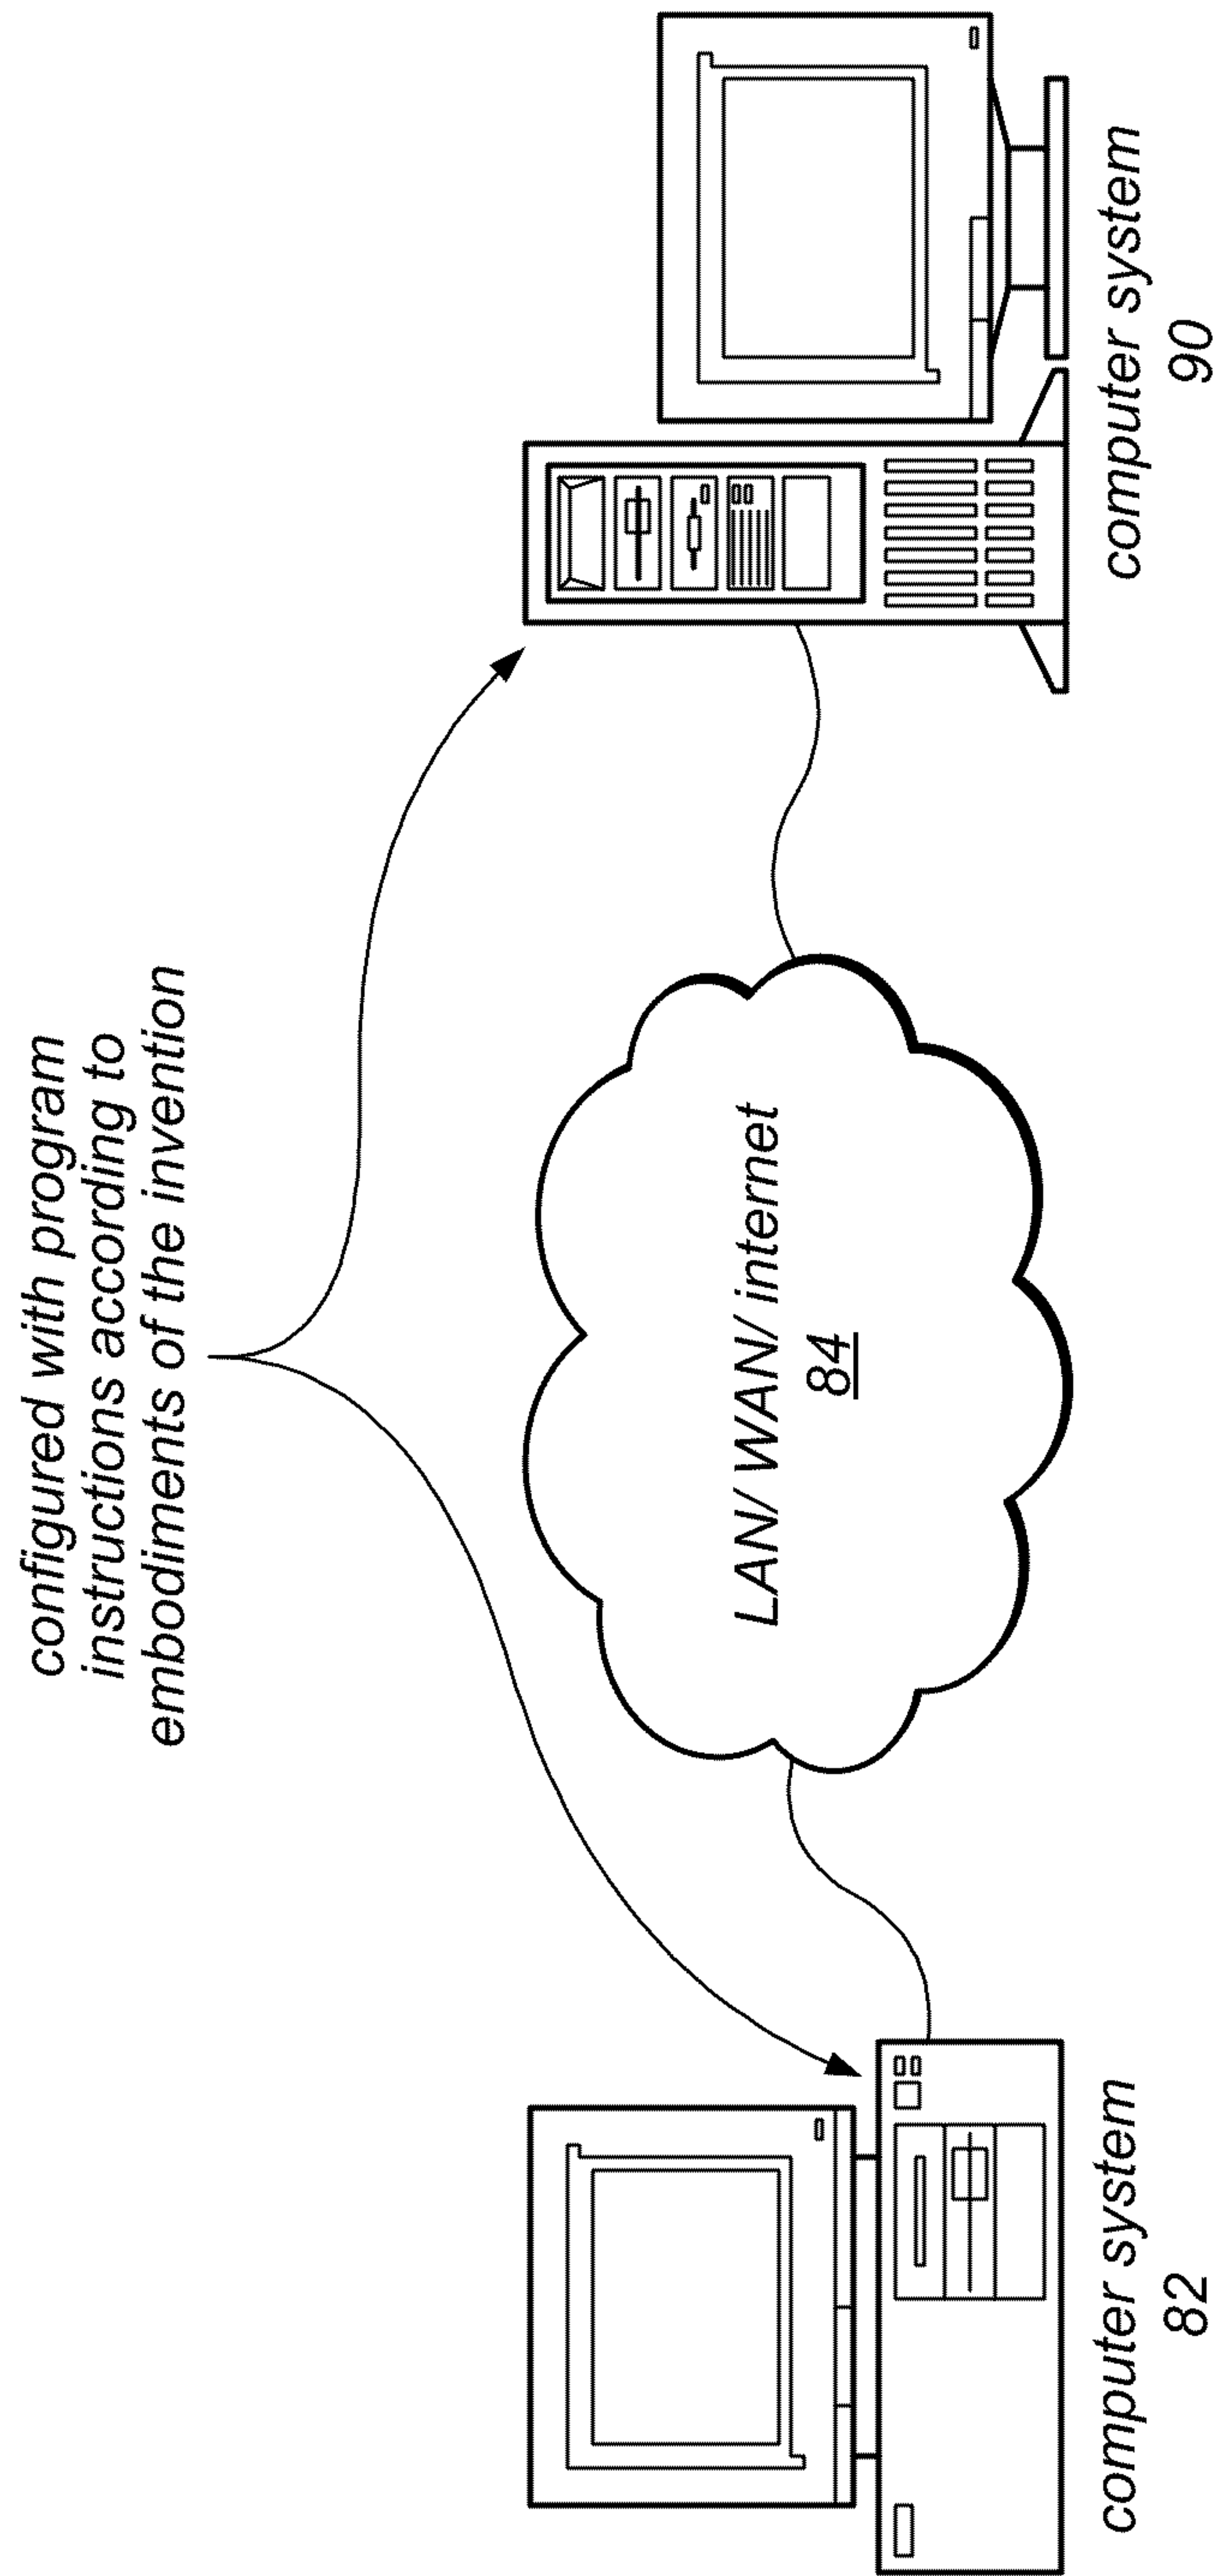 configured with program
instructions according to
embodiments of the invention
LAN/ WAN/ internet
84
computer system
82
computer system
90